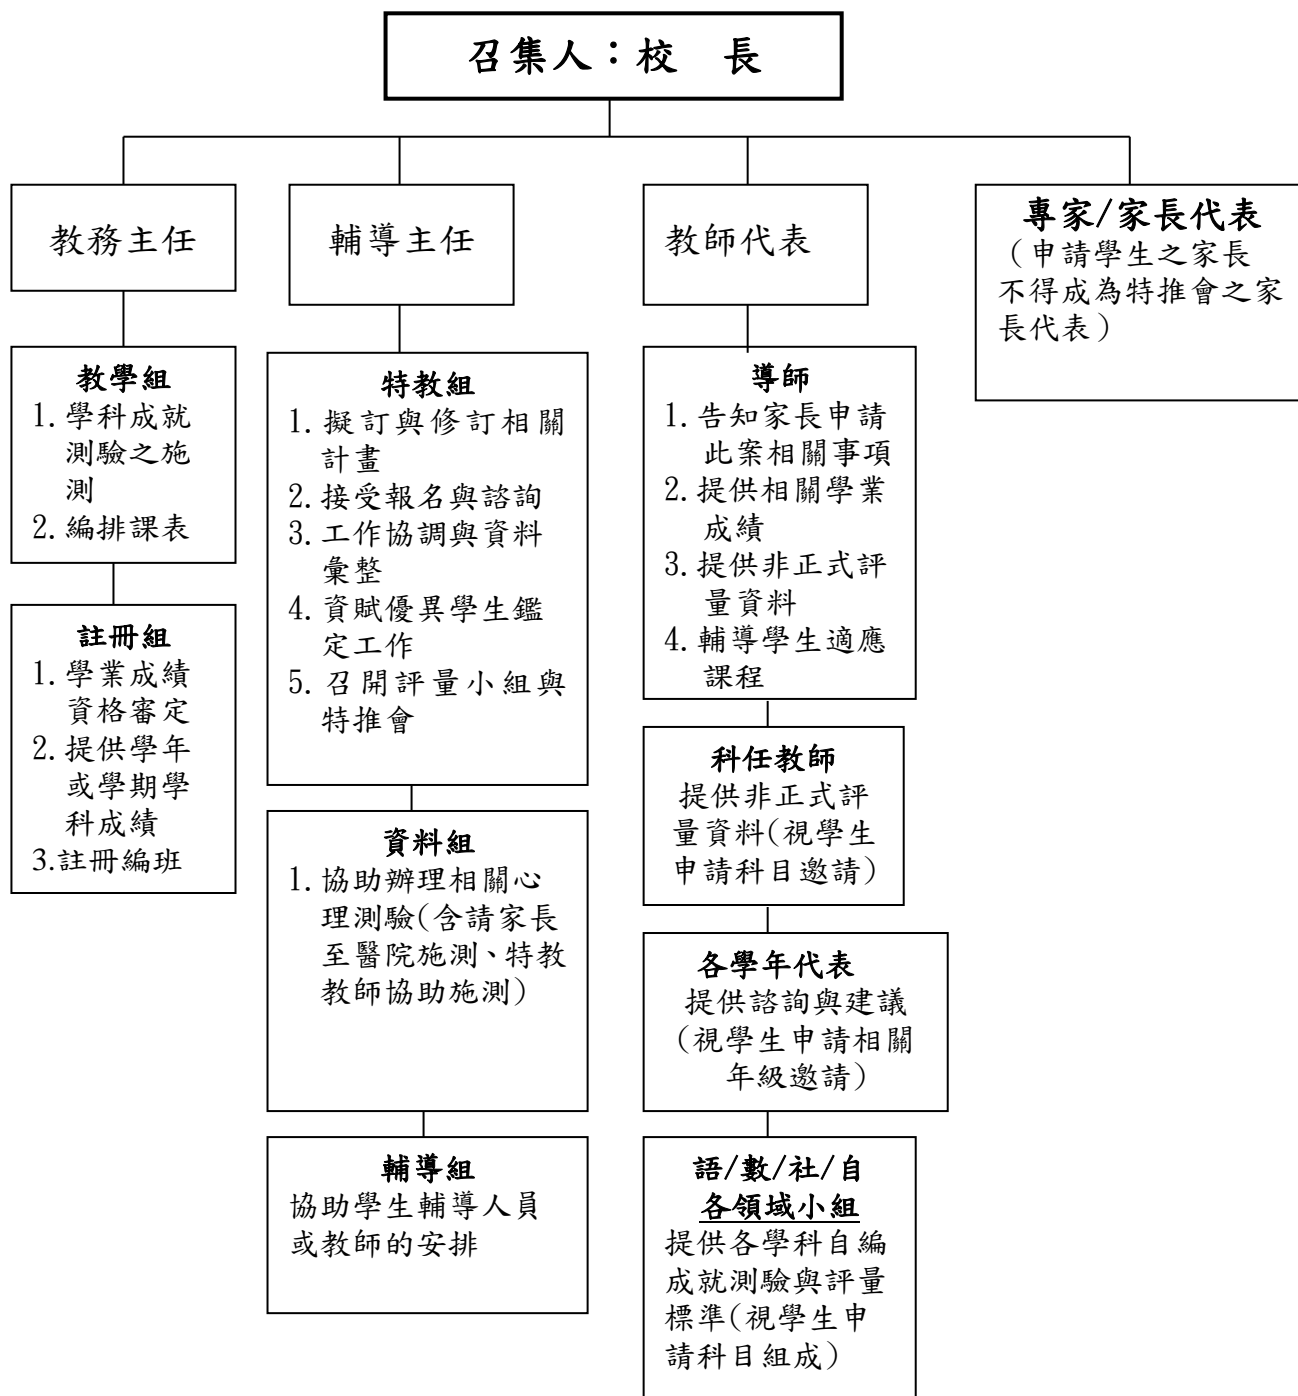 召集人：校　長
教務主任
輔導主任
教師代表
專家/家長代表
（申請學生之家長
不得成為特推會之家
長代表）
教學組
1. 學科成就
測驗之施
測
2. 編排課表
註冊組
1. 學業成績
資格審定
2. 提供學年
或學期學
科成績
3.註冊編班
特教組
1. 擬訂與修訂相關
計畫
2. 接受報名與諮詢
3. 工作協調與資料
彙整
4. 資賦優異學生鑑
定工作
5. 召開評量小組與
特推會
資料組
1. 協助辦理相關心
理測驗(含請家長
至醫院施測、特教
教師協助施測)
輔導組
協助學生輔導人員
或教師的安排
導師
1. 告知家長申請
此案相關事項
2. 提供相關學業
成績
3. 提供非正式評
量資料
4. 輔導學生適應
課程
科任教師
提供非正式評
量資料(視學生
申請科目邀請)
各學年代表
提供諮詢與建議
(視學生申請相關
年級邀請)
語/數/社/自
各領域小組
提供各學科自編
成就測驗與評量
標準(視學生申
請科目組成)